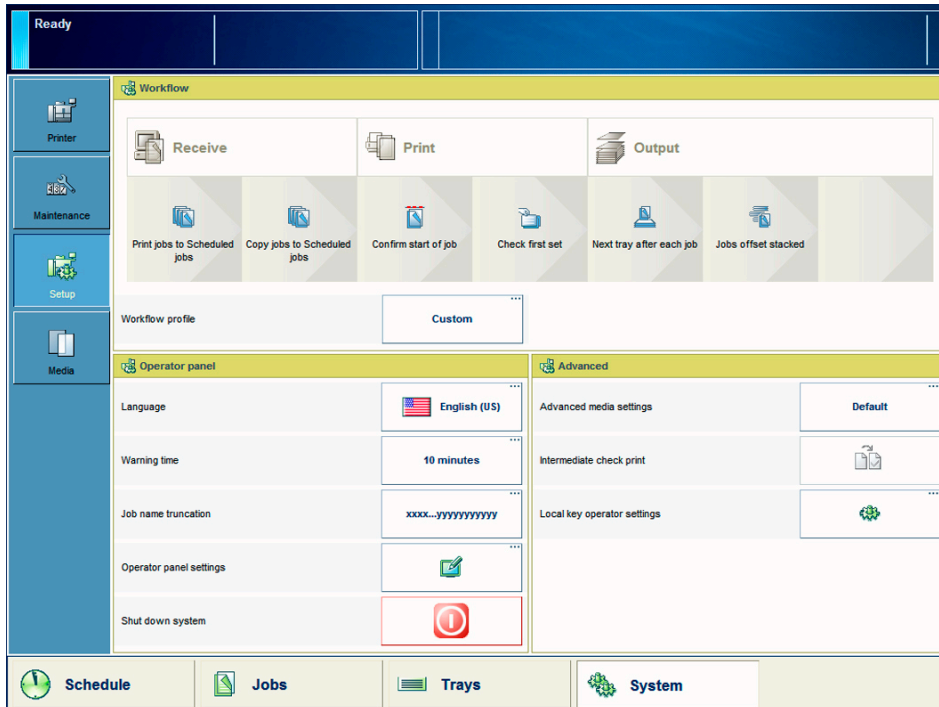 Ready
Printer
Maintenance
Setup
Media
Workflow
Receive
Print
Output
Print jobs to Scheduled
jobs
Copy jobs to Scheduled
jobs
Confirm start of job
Check first set
Next tray after each job
Jobs offset stacked
Workflow profile
Custom
Operator panel
Language
English (US)
Warning time
10 minutes
Job name truncation
xxxx...yyyyyyyyyyy
Operator panel settings
Shut down system
Advanced
Advanced media settings
Default
Intermediate check print
Local key operator settings
Schedule
Jobs
Trays
System